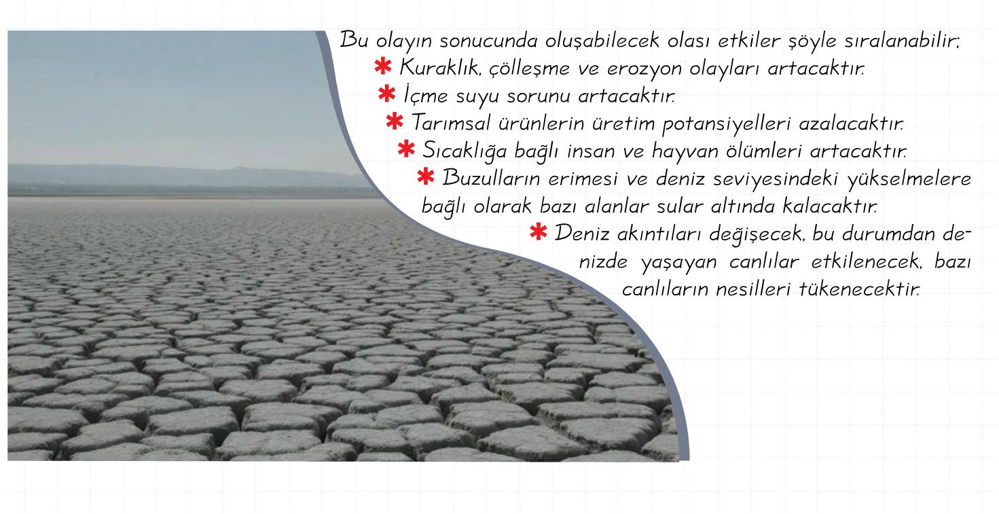 Bu olayın sonucunda oluşabilecek olası etkiler şöyle sıralanabilir;
* Kuraklık, çölleşme ve erozyon olayları artacaktır.
* İçme suyu sorunu artacaktır.
* Tarımsal ürünlerin üretim potansiyelleri azalacaktır.
* Sıcaklığa bağlı insan ve hayvan ölümleri artacaktır.
* Buzulların erimesi ve deniz seviyesindeki yükselmelere
bağlı olarak bazı alanlar sular altında kalacaktır.
* Deniz akıntıları değişecek, bu durumdan de-
nizde yaşayan canlılar etkilenecek, bazı
canlıların nesilleri tükenecektir.